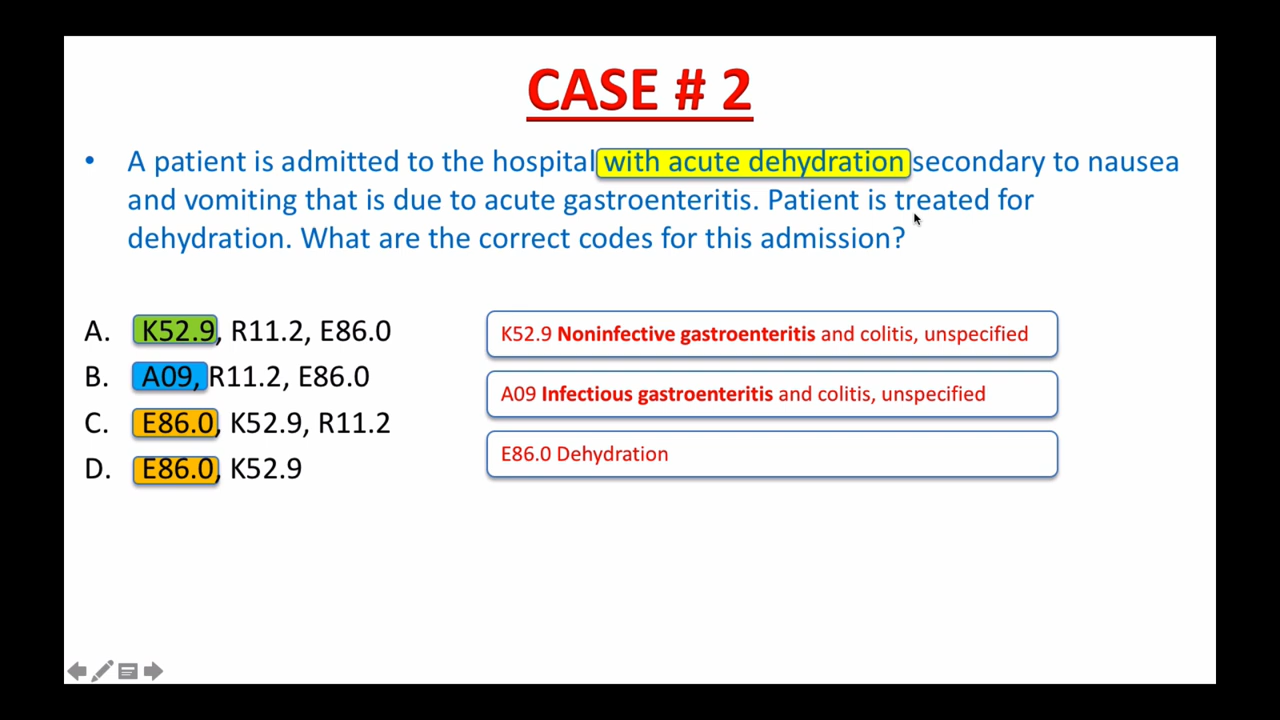 CASE # 2
• A patient is admitted to the hospital with acute dehydration secondary to nausea
and vomiting that is due to acute gastroenteritis. Patient is treated for
dehydration. What are the correct codes for this admission?
A. K52.9, R11.2, E86.0
B. A09, R11.2, E86.0
C. E86.0, K52.9, R11.2
D. E86.0, K52.9
K52.9 Noninfective gastroenteritis and colitis, unspecified
A09 Infectious gastroenteritis and colitis, unspecified
E86.0 Dehydration